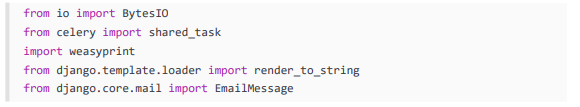 from io import BytesIO
from celery import shared_task
import weasyprint
from django.template.loader import render_to_string
from django.core.mail import EmailMessage